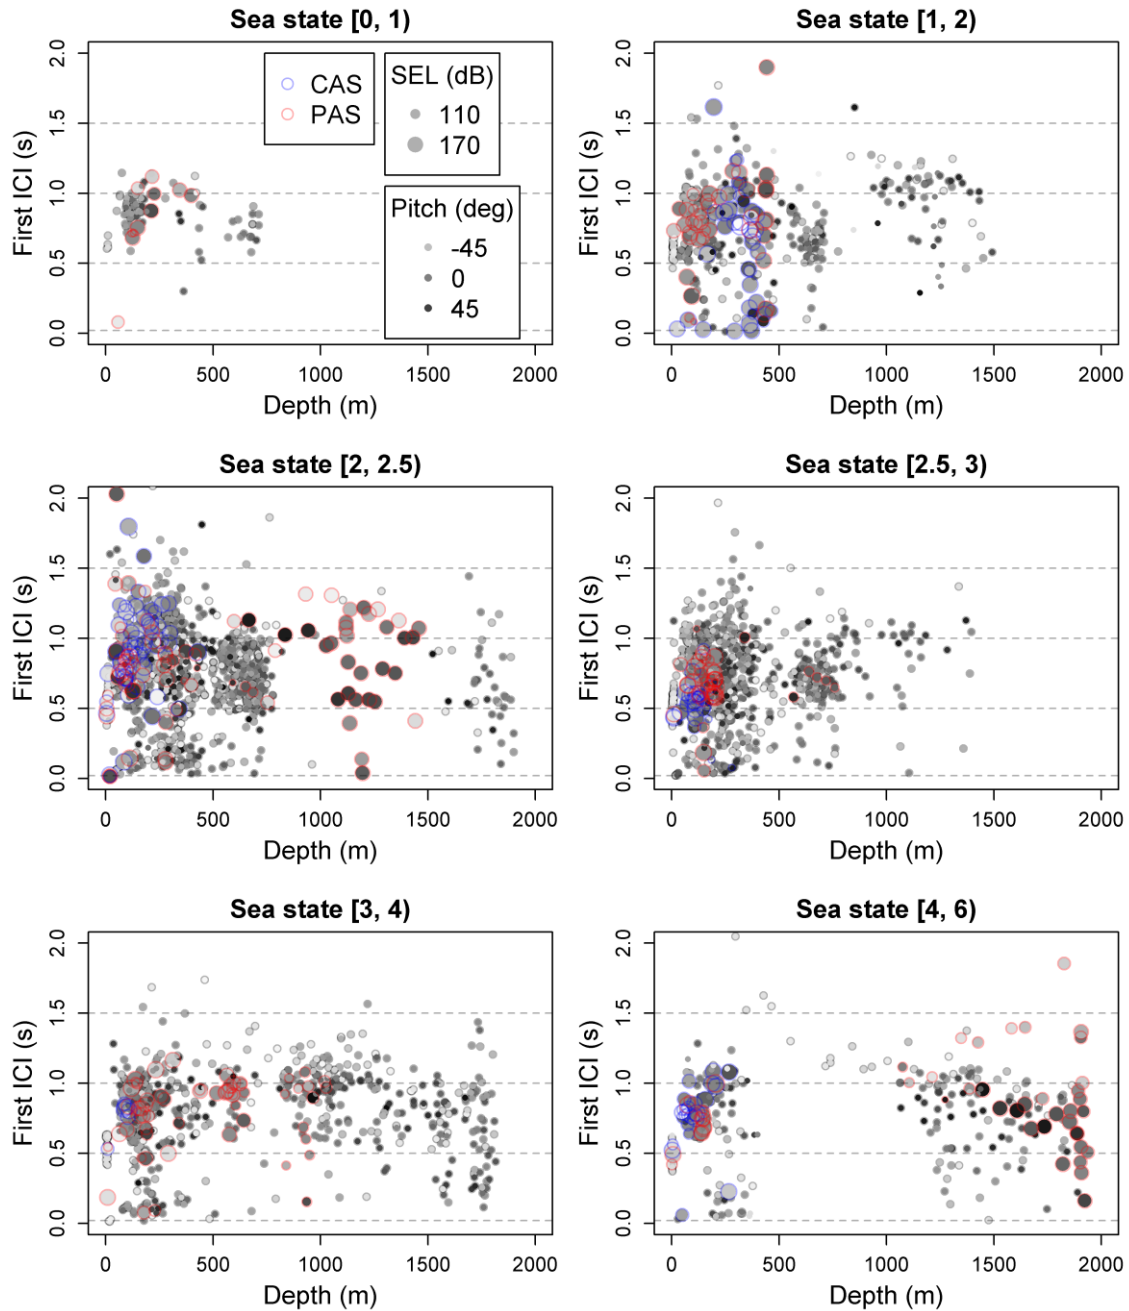 Sea state [0, 1)
First ICI (s)
0.0 0.5 1.0 1.5 2.0
CAS
PAS
SEL (dB)
110
170
Pitch (deg)
-45
0
45
0 500 1000 1500 2000
Depth (m)
Sea state [1, 2)
First ICI (s)
0.0 0.5 1.0 1.5 2.0
0 500 1000 1500 2000
Depth (m)
Sea state [2, 2.5)
First ICI (s)
0.0 0.5 1.0 1.5 2.0
0 500 1000 1500 2000
Depth (m)
Sea state [2.5, 3)
First ICI (s)
0.0 0.5 1.0 1.5 2.0
0 500 1000 1500 2000
Depth (m)
Sea state [3, 4)
First ICI (s)
0.0 0.5 1.0 1.5 2.0
0 500 1000 1500 2000
Depth (m)
Sea state [4, 6)
First ICI (s)
0.0 0.5 1.0 1.5 2.0
0 500 1000 1500 2000
Depth (m)